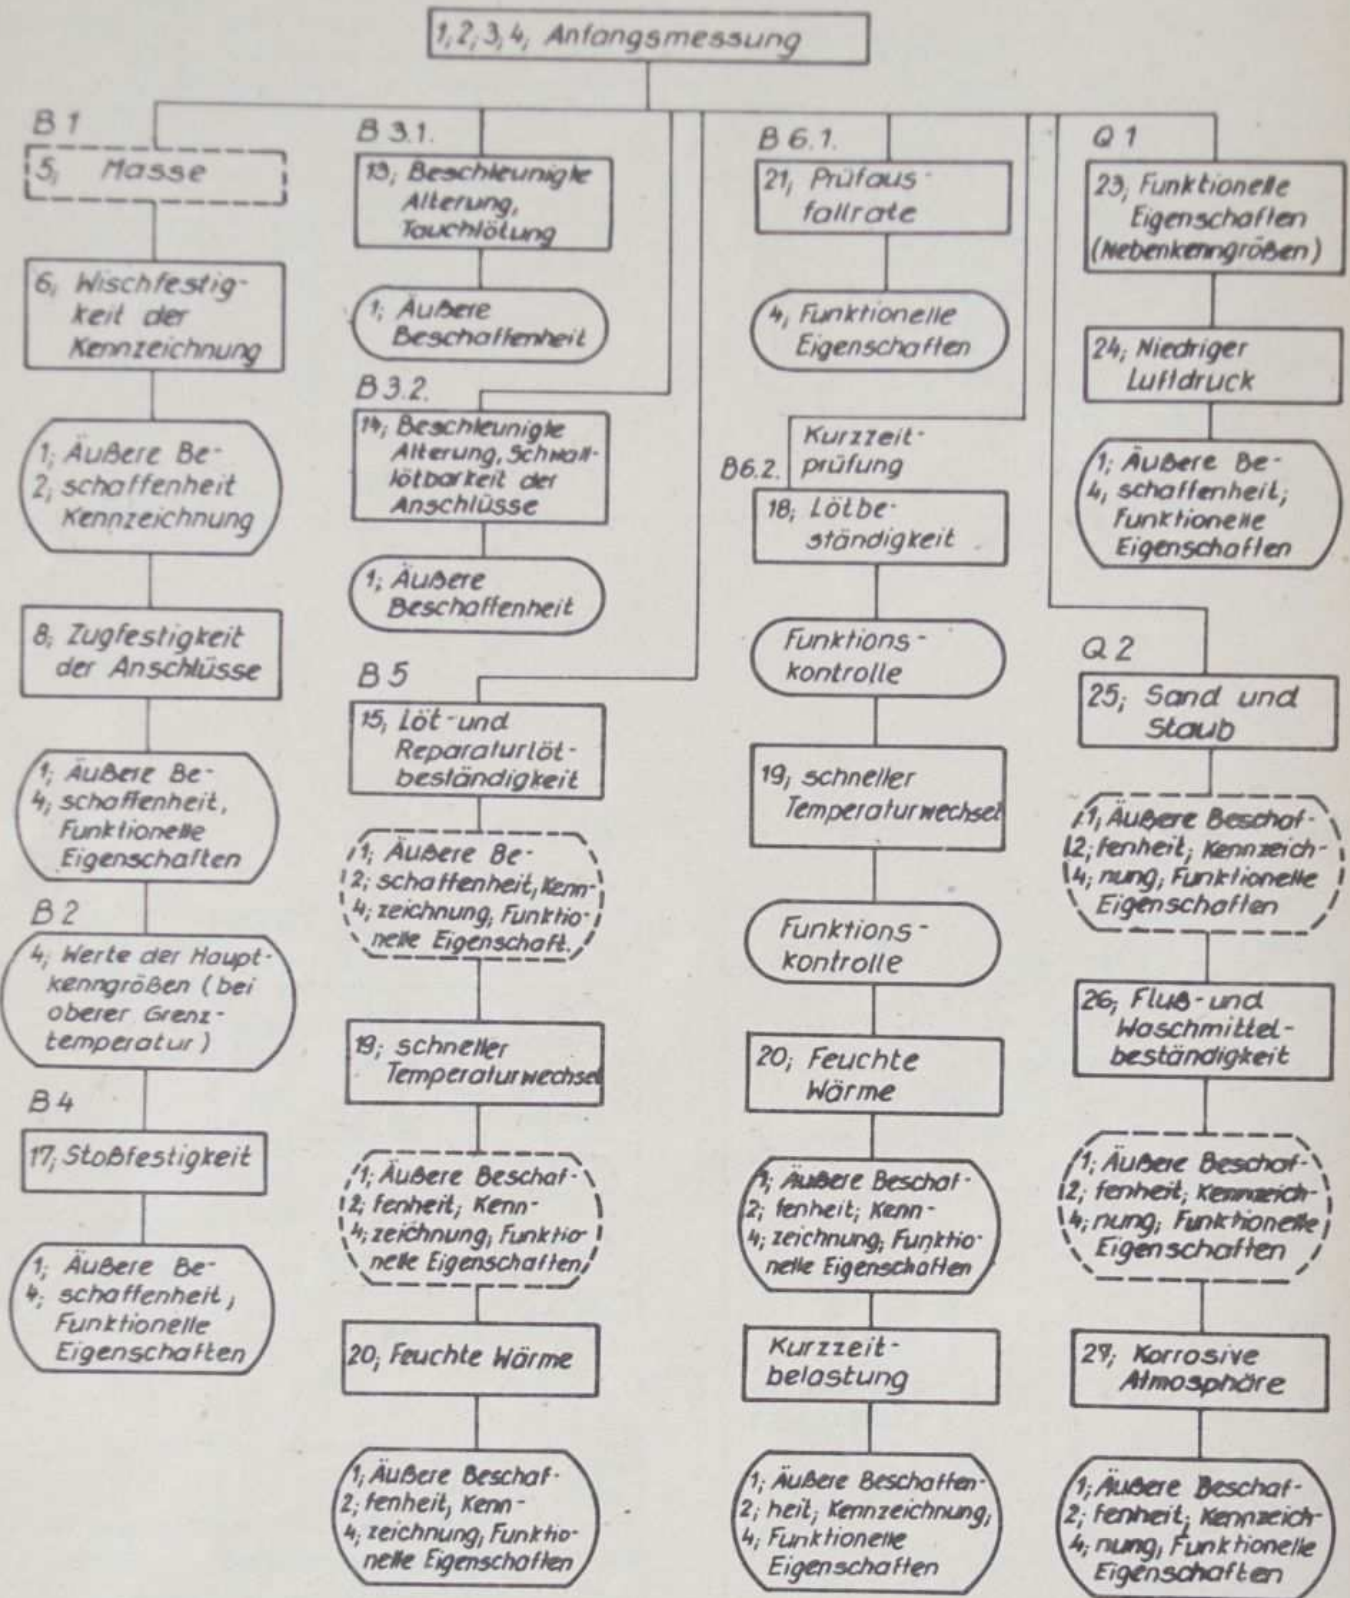 1, 2, 3, 4, Anfangsmessung
B 1
5, Masse
6, Wischfestig-
keit der
Kennzeichnung
1, Äußere Be-
2, schaffenheit
Kennzeichnung
8, Zugfestigkeit
der Anschlüsse
1, Äußere Be-
4, schaffenheit,
Funktionelle
Eigenschaften
B 2
4, Werte der Haupt-
kenngrößen (bei
oberer Grenz-
temperatur)
B 4
17, Stoßfestigkeit
1, Äußere Be-
4, schaffenheit,
Funktionelle
Eigenschaften
B 3.1.
13, Beschleunigte
Alterung,
Tauchlötung
1, Äußere
Beschaffenheit
B 3.2.
14, Beschleunigte
Alterung, Schwall-
lötbarkeit der
Anschlüsse
1, Äußere
Beschaffenheit
B 5
15, Löt- und
Reparaturlöt-
beständigkeit
1, Äußere Be-
2, schaffenheit, Kenn-
4, zeichnung, Funktio-
nelle Eigenschaft.
19, schneller
Temperaturwechsel
1, Äußere Beschaf-
2, fenheit, Kenn-
4, zeichnung, Funktio-
nelle Eigenschaften,
20, Feuchte Wärme
1, Äußere Beschaf-
2, fenheit, Kenn-
4, zeichnung, Funktio-
nelle Eigenschaften
B 6.1.
21, Prüfaus-
fallrate
4, Funktionelle
Eigenschaften
Kurzzeit-
prüfung
B6.2.
18, Lötbe-
ständigkeit
Funktions-
kontrolle
19, schneller
Temperaturwechsel
Funktions-
kontrolle
20, Feuchte
Wärme
1, Äußere Beschaf-
2, fenheit, Kenn-
4, zeichnung, Funktio-
nelle Eigenschaften
Kurzzeit-
belastung
1, Äußere Beschaffen-
2, heit, Kennzeichnung,
4, Funktionelle
Eigenschaften
Q 1
23, Funktionelle
Eigenschaften
(Nebenkenngrößen)
24, Niedriger
Luftdruck
1, Äußere Be-
4, schaffenheit,
Funktionelle
Eigenschaften
Q 2
25, Sand und
Staub
1, Äußere Beschaf-
2, fenheit, Kennzeich-
4, nung, Funktionelle
Eigenschaften
26, Fluß- und
Waschmittel-
beständigkeit
1, Äußere Beschaf-
2, fenheit, Kennzeich-
4, nung, Funktionelle
Eigenschaften
27, Korrosive
Atmosphäre
1, Äußere Beschaf-
2, fenheit, Kennzeich-
4, nung, Funktionelle
Eigenschaften